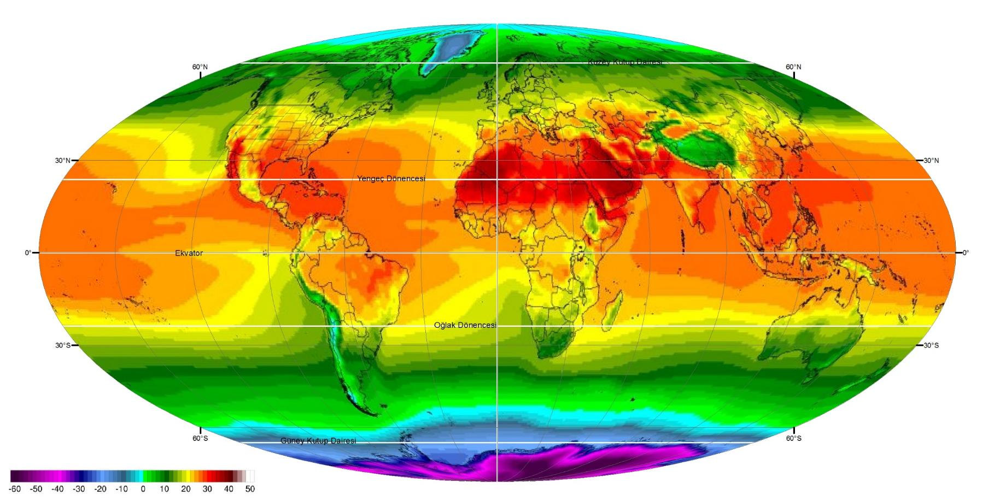 60°N
60°N
Kuzey Kutup Dairesi
30°N
30°N
Yengeç Dönencesi
0°
0°
Ekvator
Oğlak Dönencesi
30°S
30°S
60°S
60°S
Güney Kutup Dairesi
-60 -50 -40 -30 -20 -10 0 10 20 30 40 50